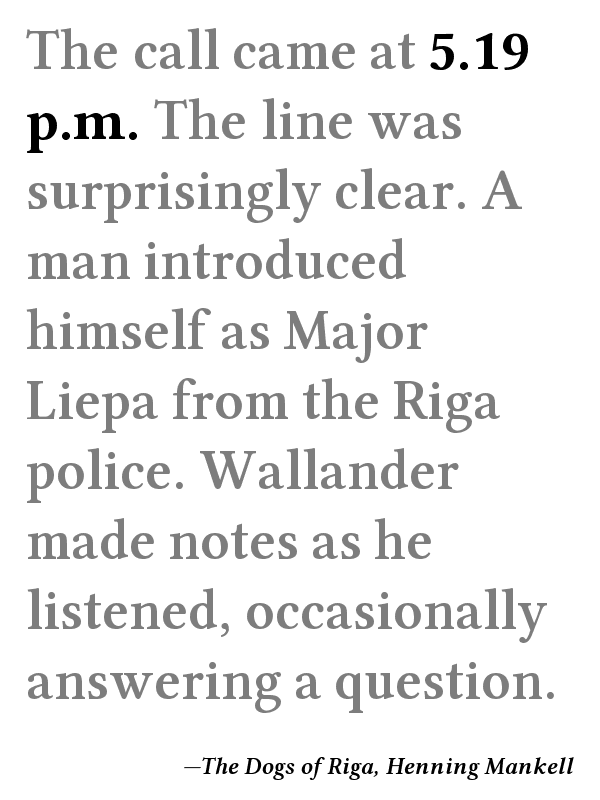 The call came at 5.19
p.m. The line was
surprisingly clear. A
man introduced
himself as Major
Liepa from the Riga
police. Wallander
made notes as he
listened, occasionally
answering a question.
—The Dogs of Riga, Henning Mankell